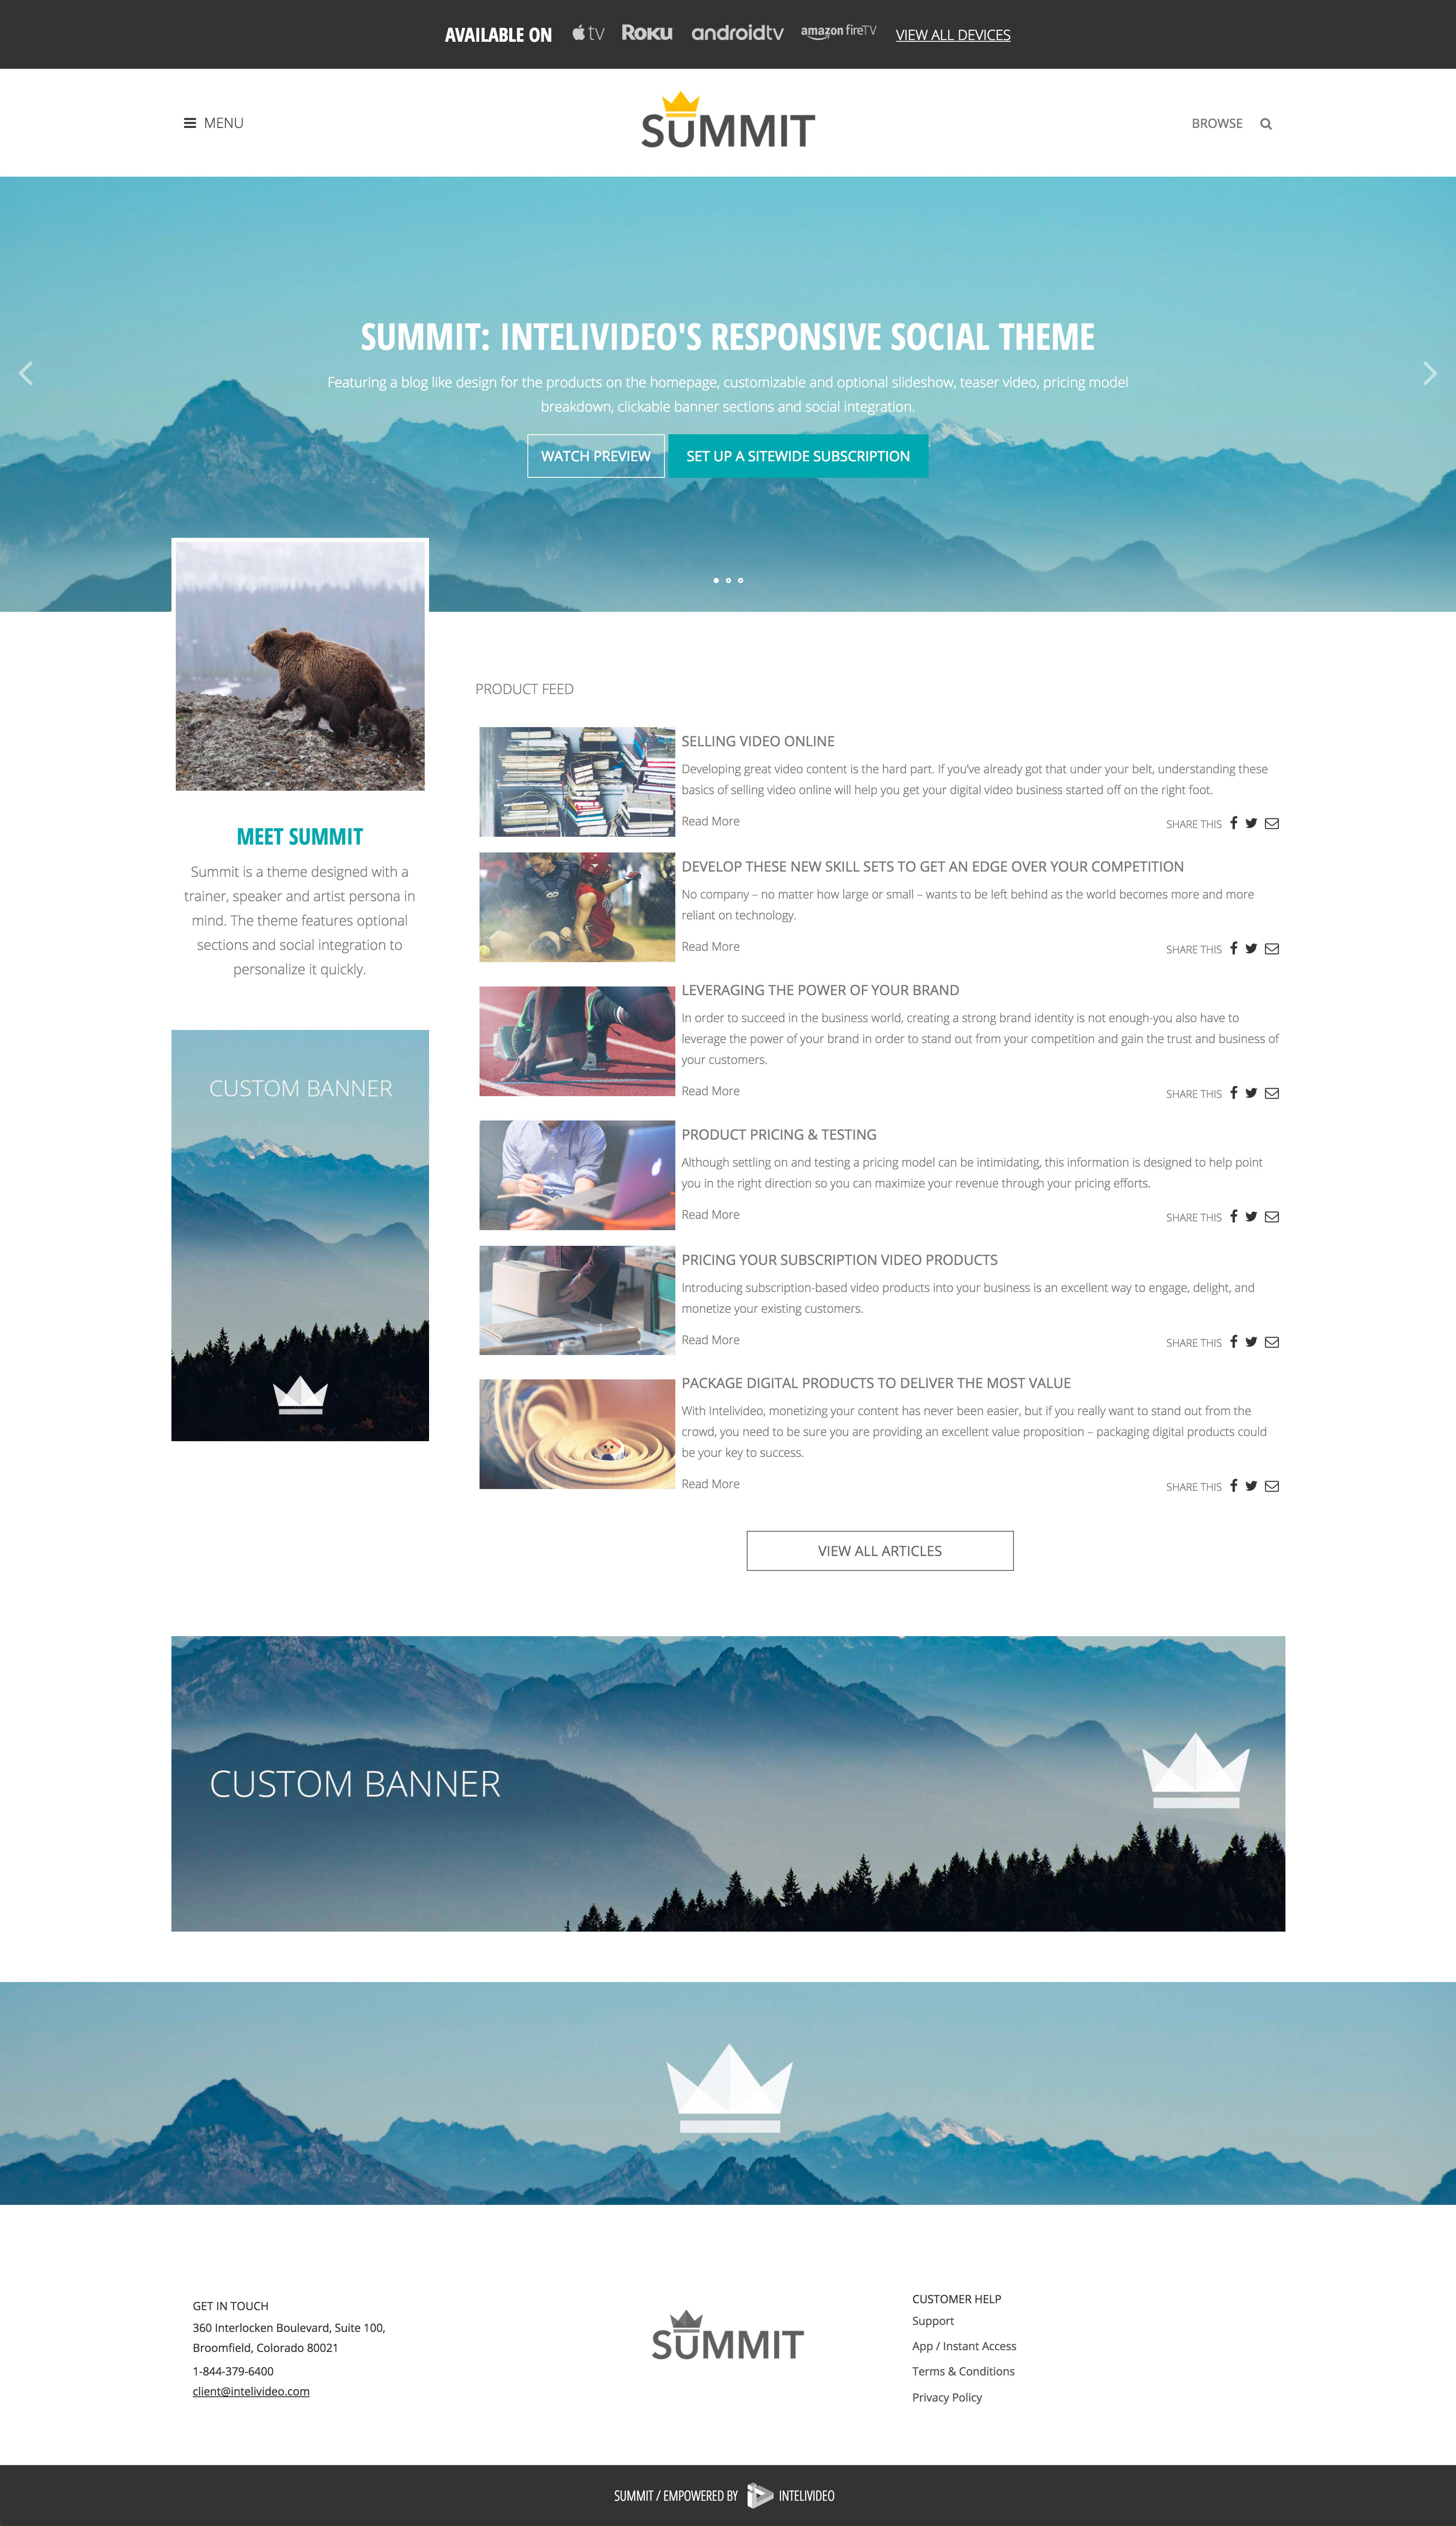 AVAILABLE ON tv ROKU androidtv amazon fireTV VIEW ALL DEVICES
MENU
SUMMIT
BROWSE
SUMMIT: INTELIVIDEO'S RESPONSIVE SOCIAL THEME
Featuring a blog like design for the products on the homepage, customizable and optional slideshow, teaser video, pricing model
breakdown, clickable banner sections and social integration.
WATCH PREVIEW
SET UP A SITEWIDE SUBSCRIPTION
MEET SUMMIT
Summit is a theme designed with a
trainer, speaker and artist persona in
mind. The theme features optional
sections and social integration to
personalize it quickly.
CUSTOM BANNER
PRODUCT FEED
SELLING VIDEO ONLINE
Developing great video content is the hard part. If you've already got that under your belt, understanding these
basics of selling video online will help you get your digital video business started off on the right foot.
Read More
SHARE THIS
DEVELOP THESE NEW SKILL SETS TO GET AN EDGE OVER YOUR COMPETITION
No company – no matter how large or small – wants to be left behind as the world becomes more and more
reliant on technology.
Read More
SHARE THIS
LEVERAGING THE POWER OF YOUR BRAND
In order to succeed in the business world, creating a strong brand identity is not enough-you also have to
leverage the power of your brand in order to stand out from your competition and gain the trust and business of
your customers.
Read More
SHARE THIS
PRODUCT PRICING & TESTING
Although settling on and testing a pricing model can be intimidating, this information is designed to help point
you in the right direction so you can maximize your revenue through your pricing efforts.
Read More
SHARE THIS
PRICING YOUR SUBSCRIPTION VIDEO PRODUCTS
Introducing subscription-based video products into your business is an excellent way to engage, delight, and
monetize your existing customers.
Read More
SHARE THIS
PACKAGE DIGITAL PRODUCTS TO DELIVER THE MOST VALUE
With Intelivideo, monetizing your content has never been easier, but if you really want to stand out from the
crowd, you need to be sure you are providing an excellent value proposition – packaging digital products could
be your key to success.
Read More
SHARE THIS
VIEW ALL ARTICLES
CUSTOM BANNER
GET IN TOUCH
360 Interlocken Boulevard, Suite 100,
Broomfield, Colorado 80021
1-844-379-6400
client@intelivideo.com
SUMMIT
CUSTOMER HELP
Support
App / Instant Access
Terms & Conditions
Privacy Policy
SUMMIT / EMPOWERED BY INTELIVIDEO